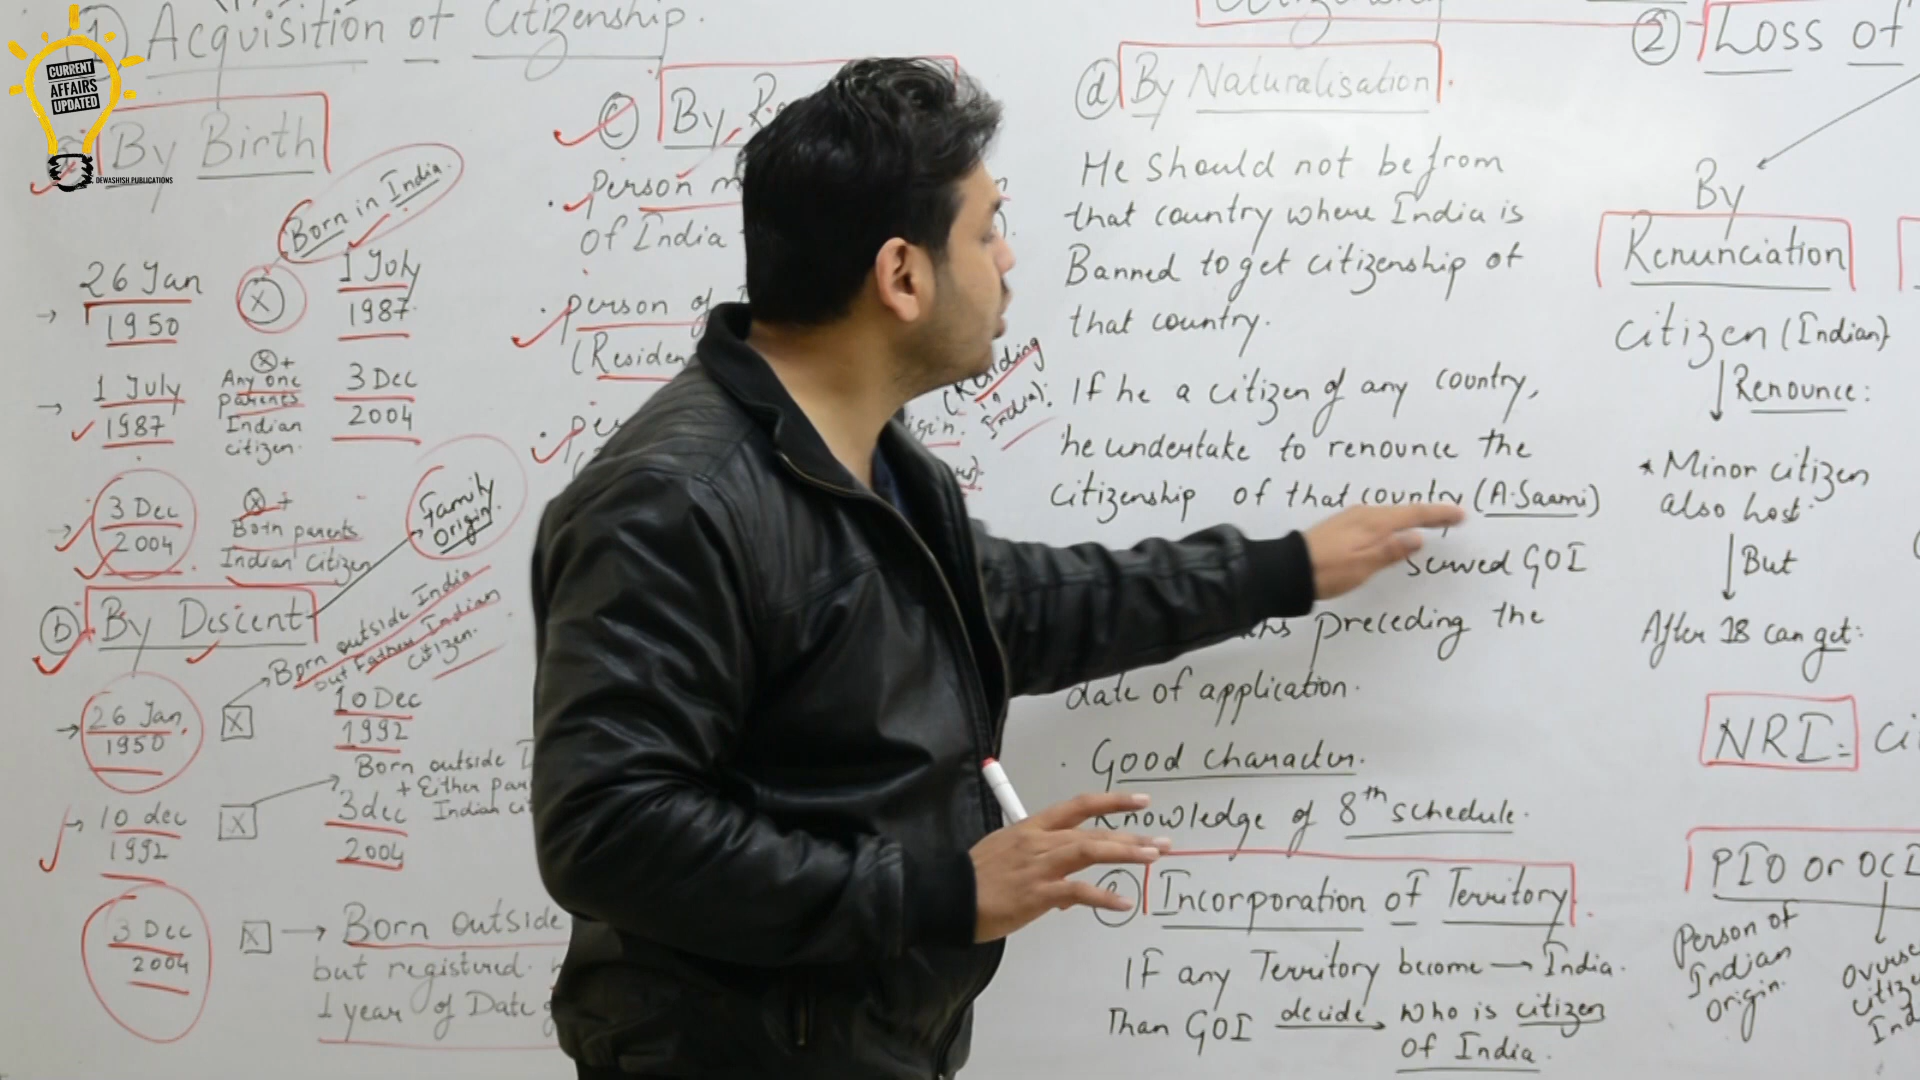 CURRENT
AFFAIRS
UPDATED
DEWASHISH PUBLICATIONS
① Acquisition of Citizenship.
By Birth
Born in India.
26 Jan
1950
X
1 July
1987
1 July
1987
X +
Any one
parents
Indian
citizen.
3 Dec
2004
3 Dec
2004
X +
Both parents
Indian Citizen
Family
Origin.
ⓑ By Descent
Born outside India
but Father Indian
citizen.
26 Jan
1950
X
10 Dec
1992
Born outside
+ Either
Indian
10 dec
1992
X
3 dec
2004
3 Dec
2004
X → Born outside
but registered
1 year of Date
ⓒ By
person
of India
person of
(Residen
(Residing
in
India).
ⓓ By Naturalisation.
He should not be from
that country where India is
Banned to get citizenship of
that country.
If he a citizen of any country,
he undertake to renounce the
citizenship of that country (A. Saami)
served GOI
preceding the
date of application.
· Good character.
Knowledge of 8th schedule.
Incorporation of Territory.
IF any Territory become → India.
Than GOI decide → who is citizen
of India.
② Loss of
By
Renunciation
citizen (Indian)
↓ Renounce:
* Minor citizen
also lost.
↓ But
After 18 can get:
NRI =
PIO or OCI
Person of
Indian
Origin.